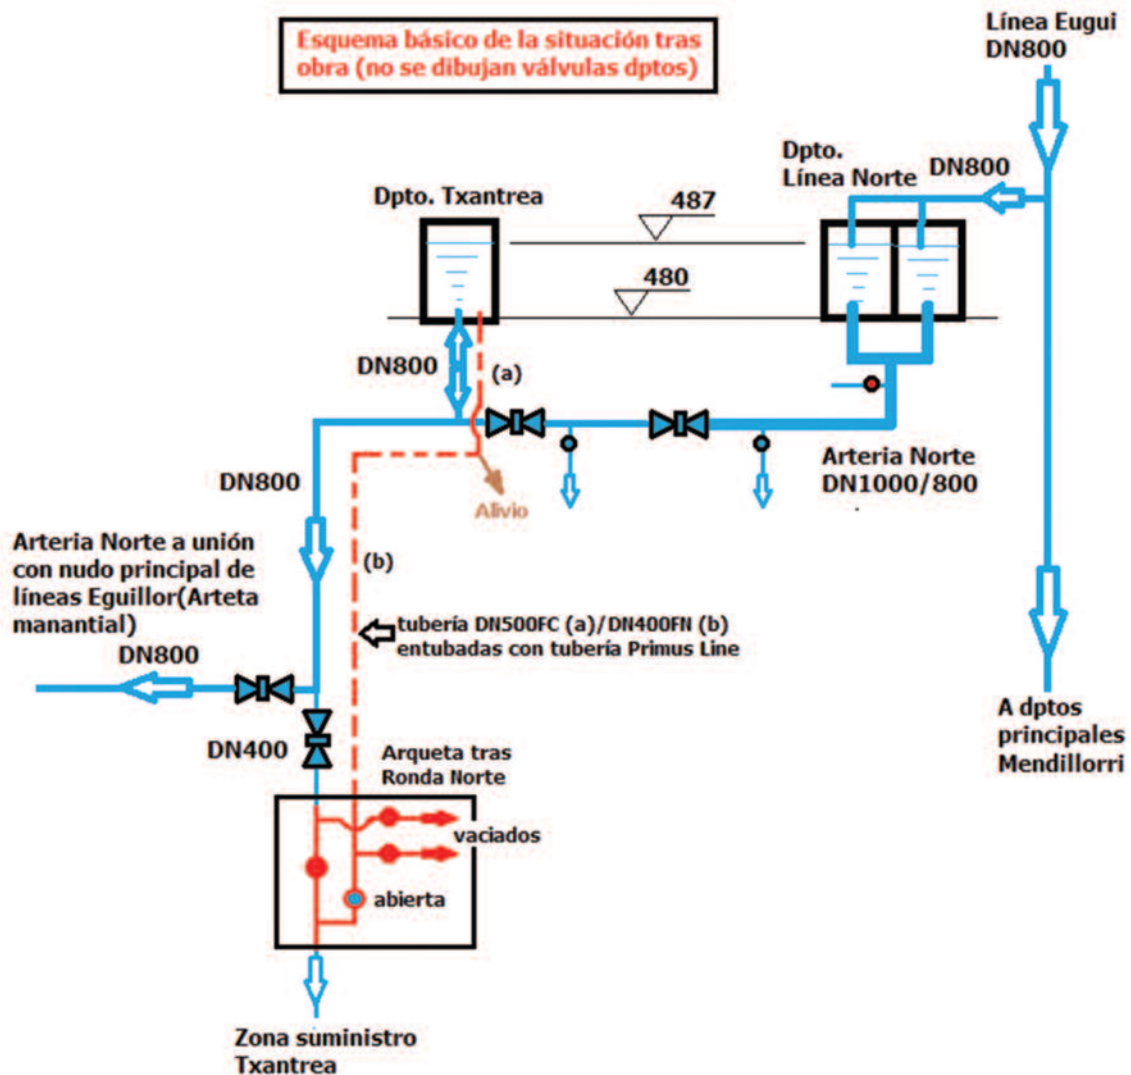 Esquema básico de la situación tras
obra (no se dibujan válvulas dptos)
Línea Eugui
DN800
Dpto.
Línea Norte
DN800
Dpto. Txantrea
487
480
DN800
(a)
DN800
Arteria Norte
DN1000/800
Alivio
Arteria Norte a unión
con nudo principal de
líneas Eguillor(Arteta
manantial)
(b)
tubería DN500FC (a)/DN400FN (b)
entubadas con tubería Primus Line
DN800
A dptos
principales
Mendillorri
DN400
Arqueta tras
Ronda Norte
vaciados
abierta
Zona suministro
Txantrea